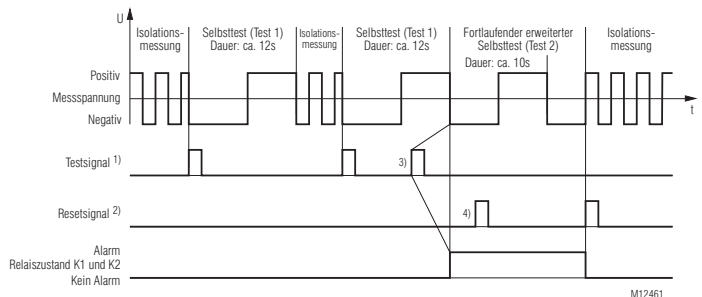 U
Isolations-
messung
Selbsttest (Test 1)
Dauer: ca. 12s
Isolations-
messung
Selbsttest (Test 1)
Dauer: ca. 12s
Fortlaufender erweiterter
Selbsttest (Test 2)
Dauer: ca. 10s
Isolations-
messung
Positiv
Messspannung
Negativ
t
Testsignal 1)
3)
Resetsignal 2)
4)
Alarm
Relaiszustand K1 und K2
Kein Alarm
M12461